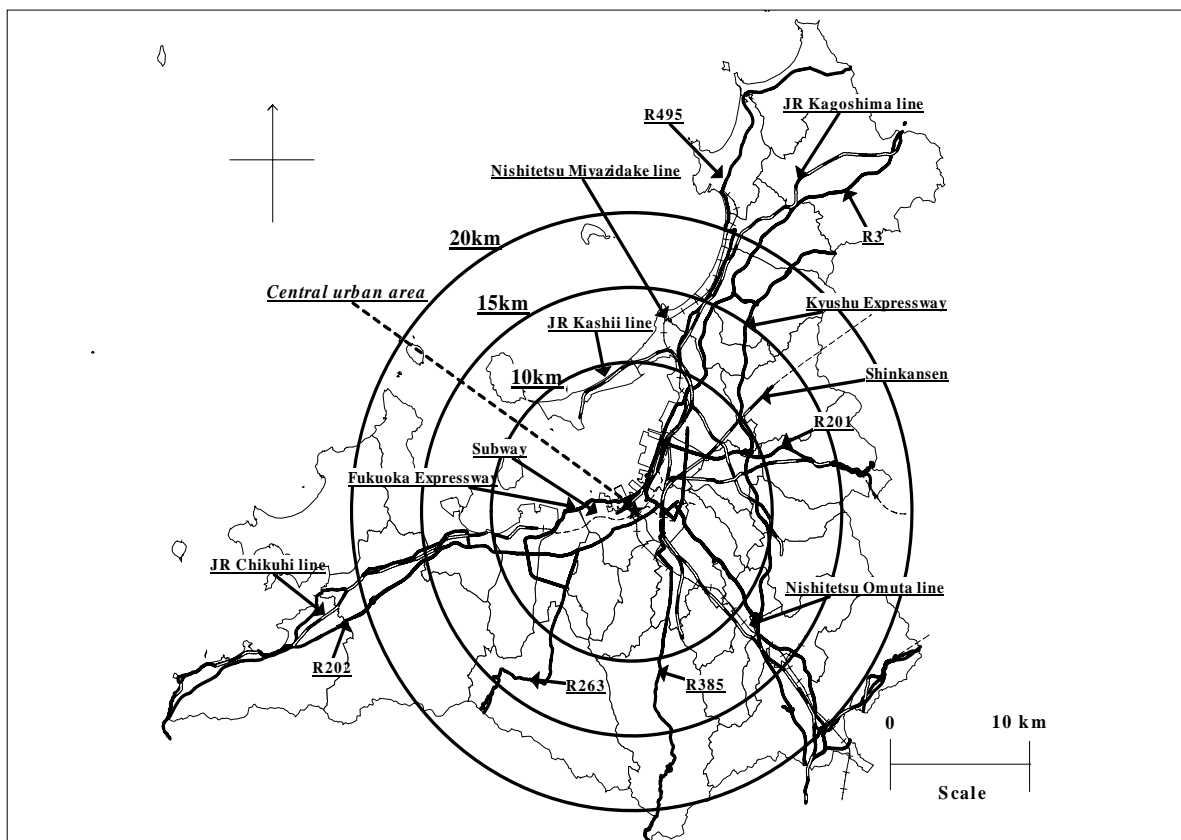 JR Kagoshima line
R495
Nishitetsu Miyazidake line
20km
R3
Central urban area
15km
Kyushu Expressway
JR Kashii line
10km
Shinkansen
R201
Subway
Fukuoka Expressway
JR Chikuhi line
Nishitetsu Omuta line
R202
R263
R385
0 10 km
Scale